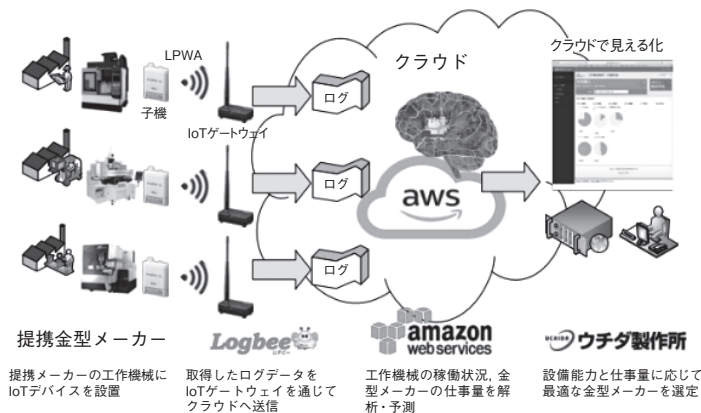 クラウド
クラウドで見える化
LPWA
子機
IoTゲートウェイ
ログ
ログ
ログ
aws
提携金型メーカー
Logbee
amazon
web services
UCHIDA ウチダ製作所
提携メーカーの工作機械に
IoTデバイスを設置
取得したログデータを
IoTゲートウェイを通じて
クラウドへ送信
工作機械の稼働状況, 金
型メーカーの仕事量を解
析・予測
設備能力と仕事量に応じて
最適な金型メーカーを選定